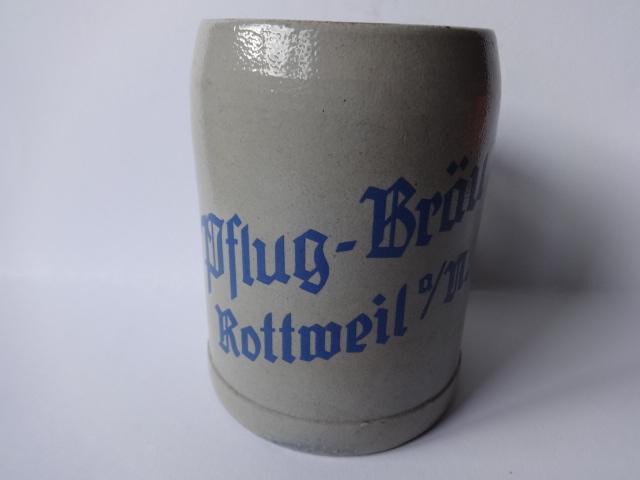 Pflug-Bräu
Rottweil a/N.